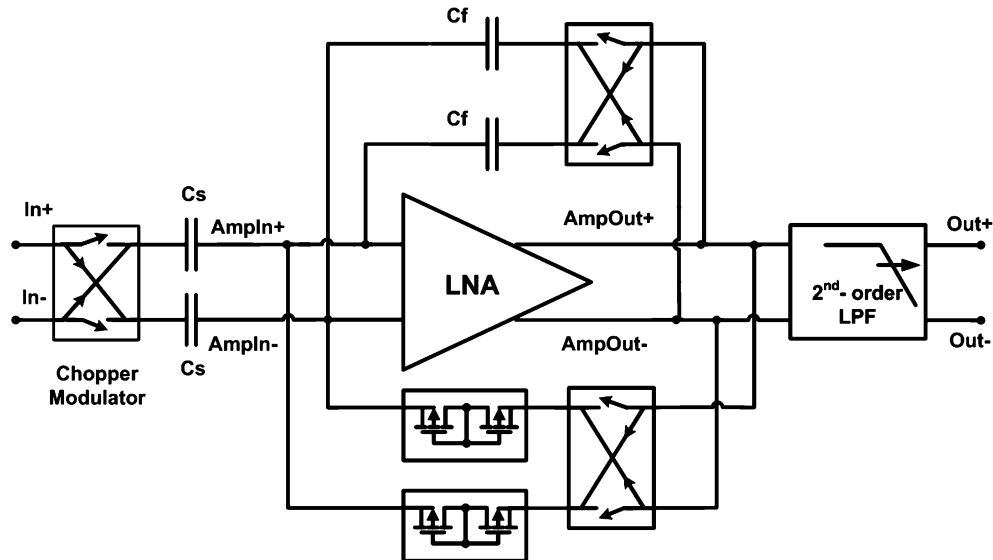 Cf
Cf
Cs
In+
AmpIn+
AmpOut+
Out+
LNA
2nd- order
LPF
In-
AmpIn-
AmpOut-
Out-
Cs
Chopper
Modulator